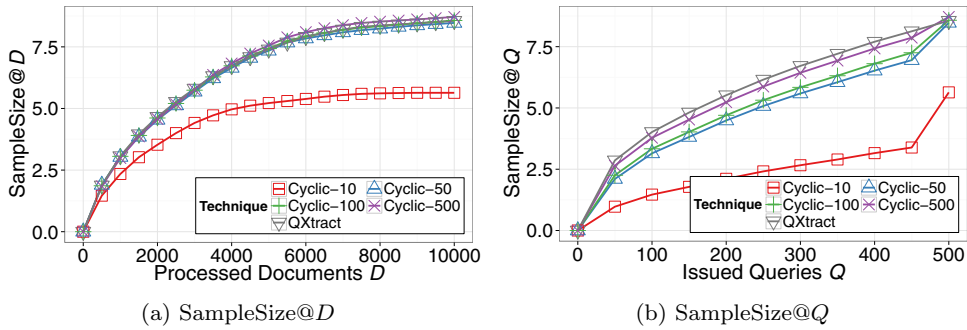 SampleSize@D
7.5
5.0
2.5
0.0
Technique
Cyclic−10
Cyclic−50
Cyclic−100
Cyclic−500
QXtract
0 2000 4000 6000 8000 10000
Processed Documents D
(a) SampleSize@D
SampleSize@Q
7.5
5.0
2.5
0.0
Technique
Cyclic−10
Cyclic−50
Cyclic−100
Cyclic−500
QXtract
0 100 200 300 400 500
Issued Queries Q
(b) SampleSize@Q